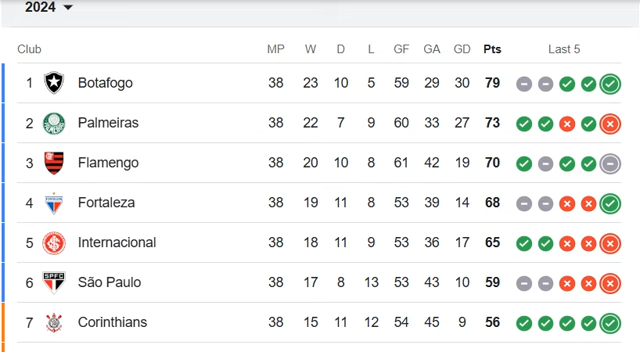 2024
Club MP W D L GF GA GD Pts Last 5
1 Botafogo 38 23 10 5 59 29 30 79
2 Palmeiras 38 22 7 9 60 33 27 73
3 Flamengo 38 20 10 8 61 42 19 70
4 Fortaleza 38 19 11 8 53 39 14 68
5 Internacional 38 18 11 9 53 36 17 65
SPFC
6 São Paulo 38 17 8 13 53 43 10 59
7 Corinthians 38 15 11 12 54 45 9 56